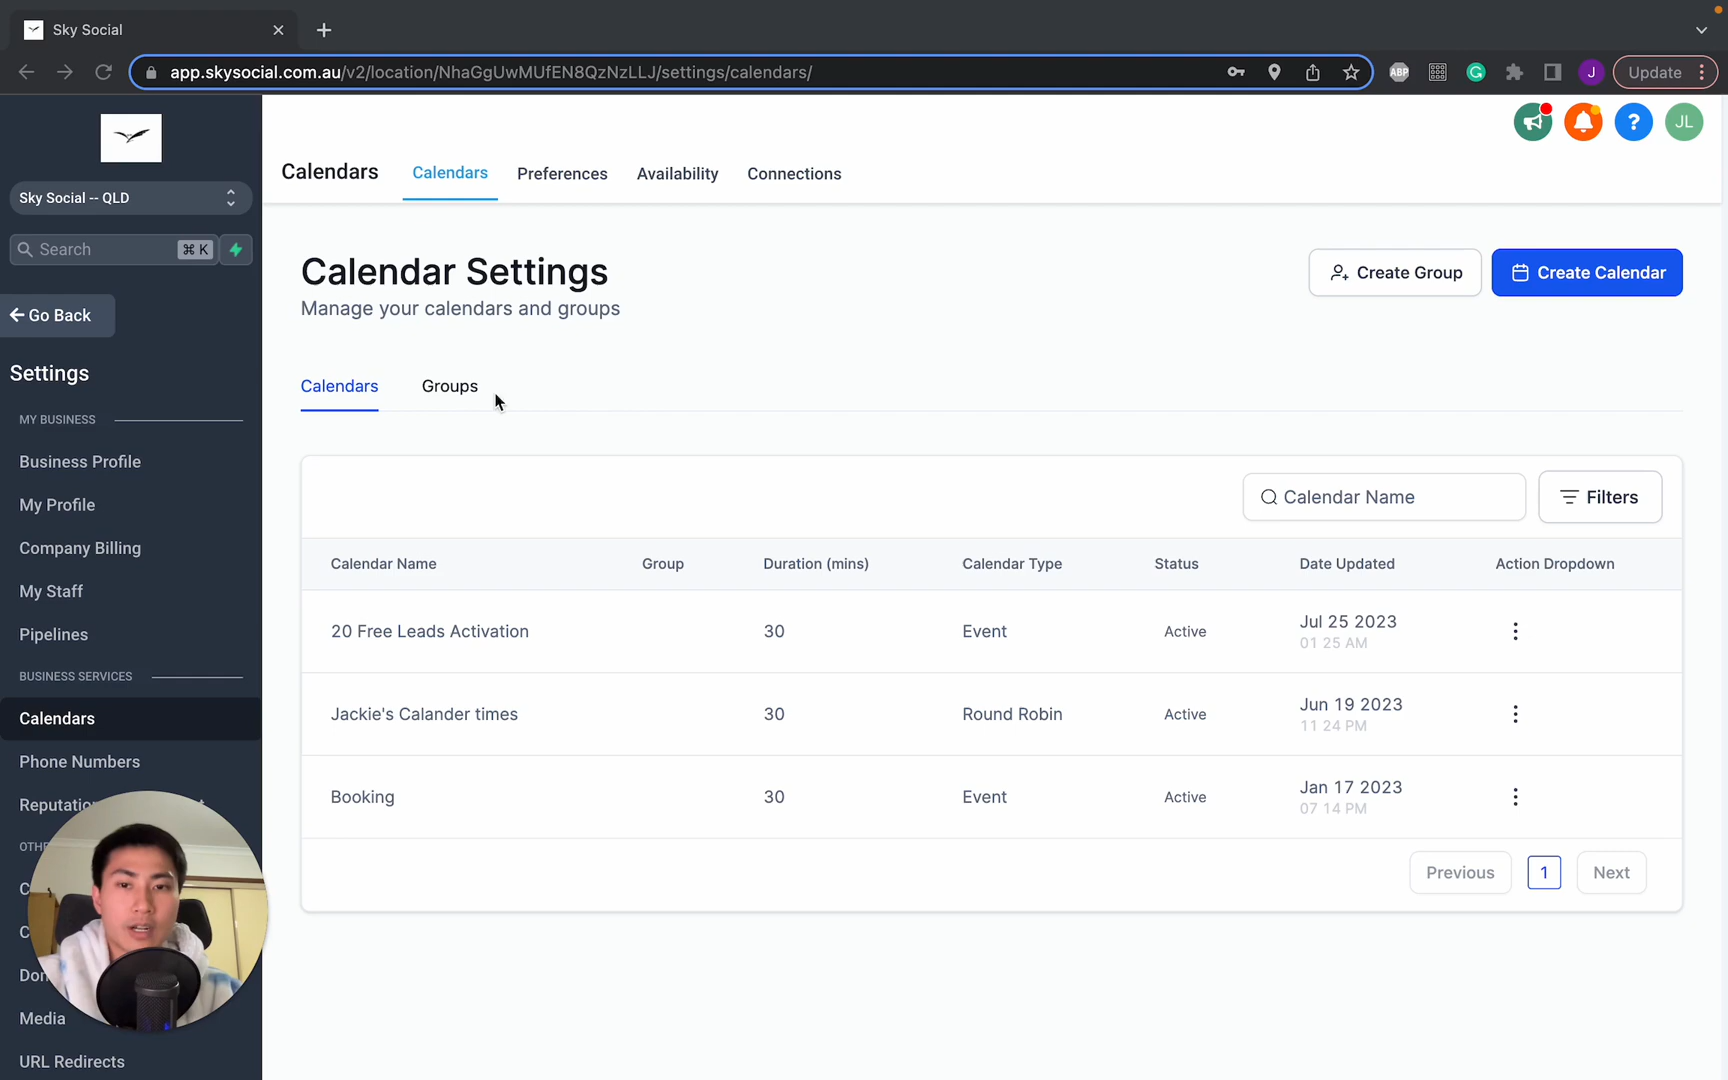 Sky Social
app.skysocial.com.au/v2/location/NhaGgUwMUfEN8QzNzLLJ/settings/calendars/
ABP
J
Update
JL
Sky Social -- QLD
Search
⌘ K
Go Back
Settings
MY BUSINESS
Business Profile
My Profile
Company Billing
My Staff
Pipelines
BUSINESS SERVICES
Calendars
Phone Numbers
Media
URL Redirects
Calendars
Calendars
Preferences
Availability
Connections
Calendar Settings
Manage your calendars and groups
Create Group
Create Calendar
Calendars
Groups
Calendar Name
Filters
Calendar Name Group Duration (mins) Calendar Type Status Date Updated Action Dropdown
20 Free Leads Activation 30 Event Active Jul 25 2023
01 25 AM
Jackie's Calander times 30 Round Robin Active Jun 19 2023
11 24 PM
Booking 30 Event Active Jan 17 2023
07 14 PM
Previous 1 Next